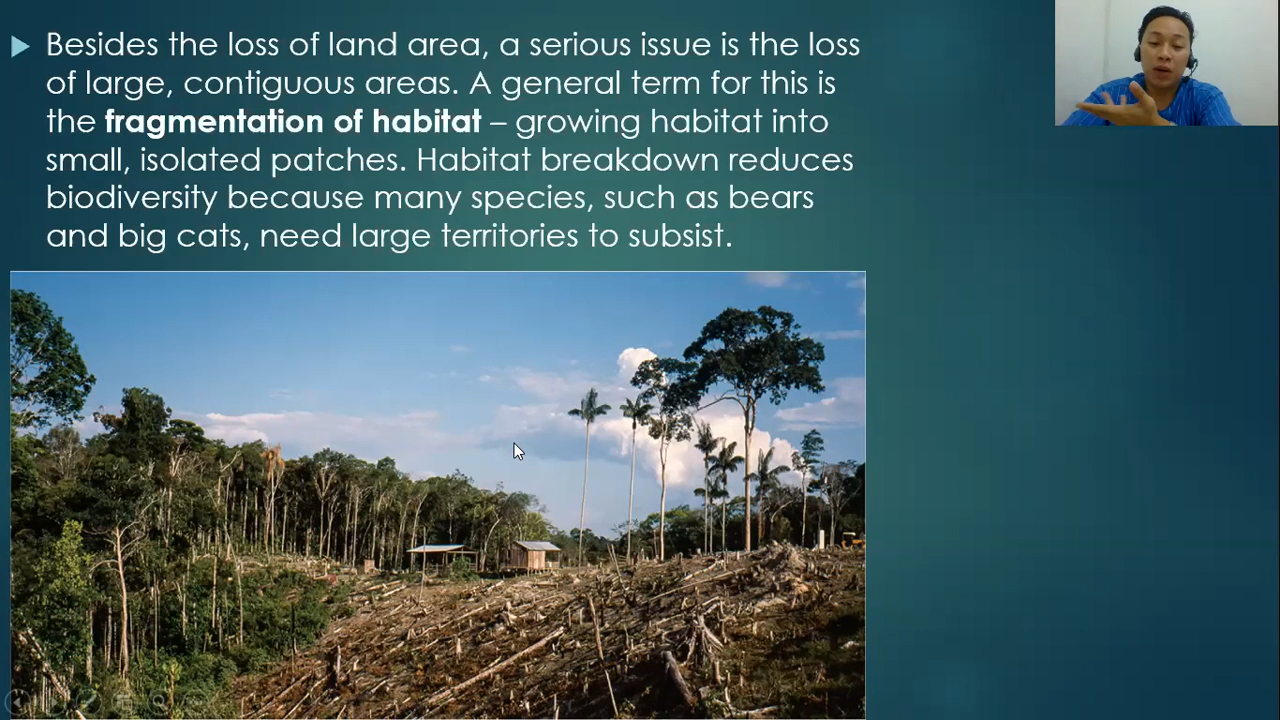 Besides the loss of land area, a serious issue is the loss
of large, contiguous areas. A general term for this is
the fragmentation of habitat – growing habitat into
small, isolated patches. Habitat breakdown reduces
biodiversity because many species, such as bears
and big cats, need large territories to subsist.